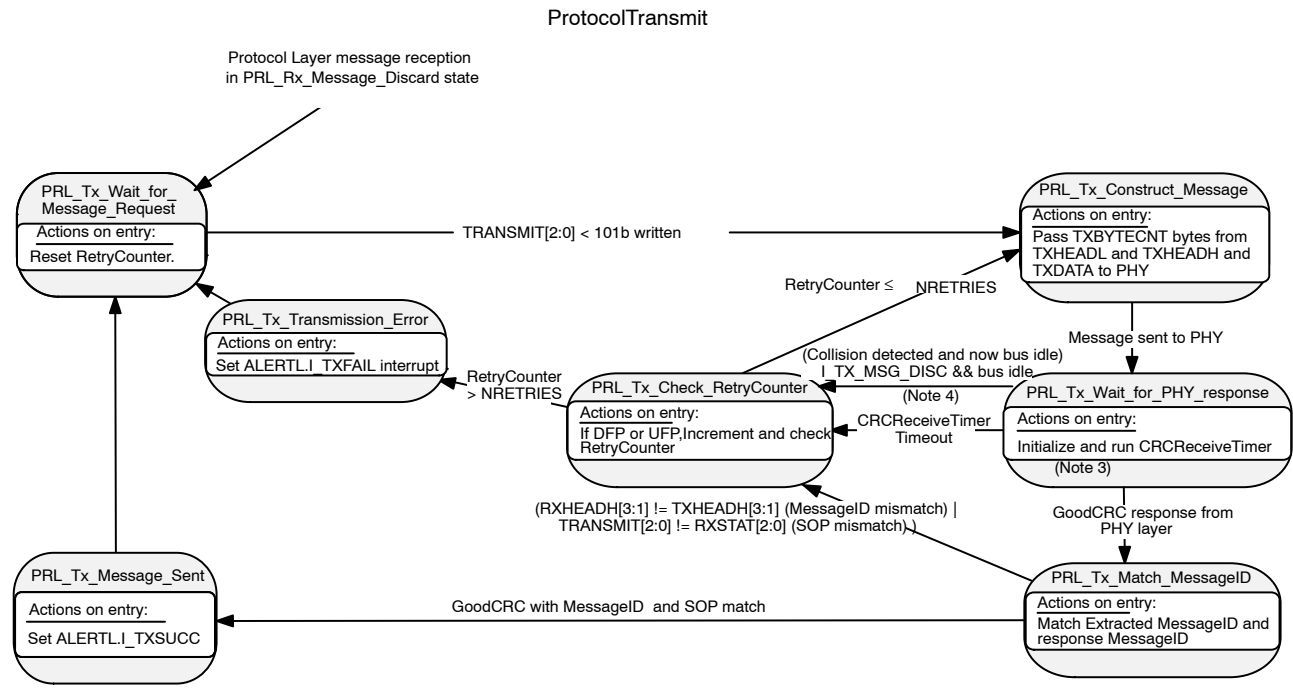 ProtocolTransmit
Protocol Layer message reception
in PRL_Rx_Message_Discard state
PRL_Tx_Wait_for_
Message_Request
Actions on entry:
Reset RetryCounter.
TRANSMIT[2:0] < 101b written
PRL_Tx_Construct_Message
Actions on entry:
Pass TXBYTECNT bytes from
TXHEADL and TXHEADH and
TXDATA to PHY
RetryCounter ≤ NRETRIES
PRL_Tx_Transmission_Error
Actions on entry:
Set ALERTL.I_TXFAIL interrupt
Message sent to PHY
(Collision detected and now bus idle)
I_TX_MSG_DISC && bus idle
(Note 4)
RetryCounter
> NRETRIES
PRL_Tx_Check_RetryCounter
Actions on entry:
If DFP or UFP,Increment and check
RetryCounter
CRCReceiveTimer
Timeout
PRL_Tx_Wait_for_PHY_response
Actions on entry:
Initialize and run CRCReceiveTimer
(Note 3)
(RXHEADH[3:1] != TXHEADH[3:1] (MessageID mismatch) |
TRANSMIT[2:0] != RXSTAT[2:0] (SOP mismatch) )
GoodCRC response from
PHY layer
PRL_Tx_Message_Sent
Actions on entry:
Set ALERTL.I_TXSUCC
GoodCRC with MessageID and SOP match
PRL_Tx_Match_MessageID
Actions on entry:
Match Extracted MessageID and
response MessageID